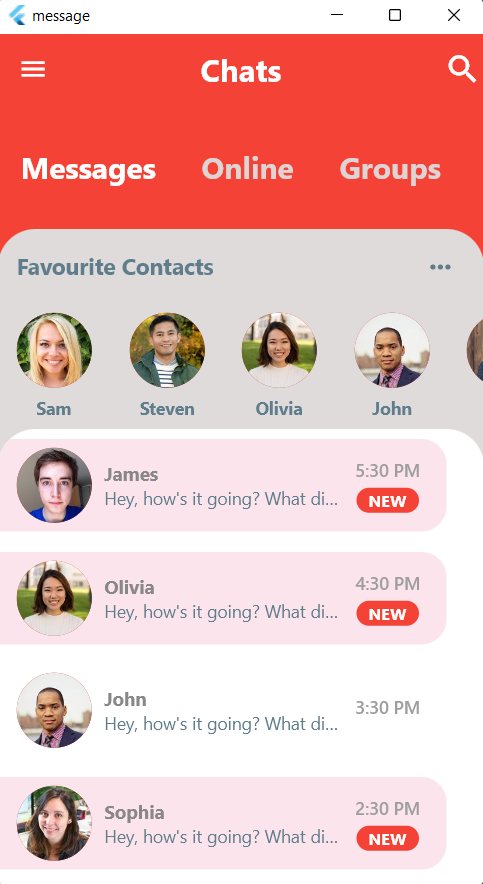 message
Chats
Messages Online Groups
Favourite Contacts
Sam Steven Olivia John
James 5:30 PM
Hey, how's it going? What di... NEW
Olivia 4:30 PM
Hey, how's it going? What di... NEW
John 3:30 PM
Hey, how's it going? What di...
Sophia 2:30 PM
Hey, how's it going? What di... NEW